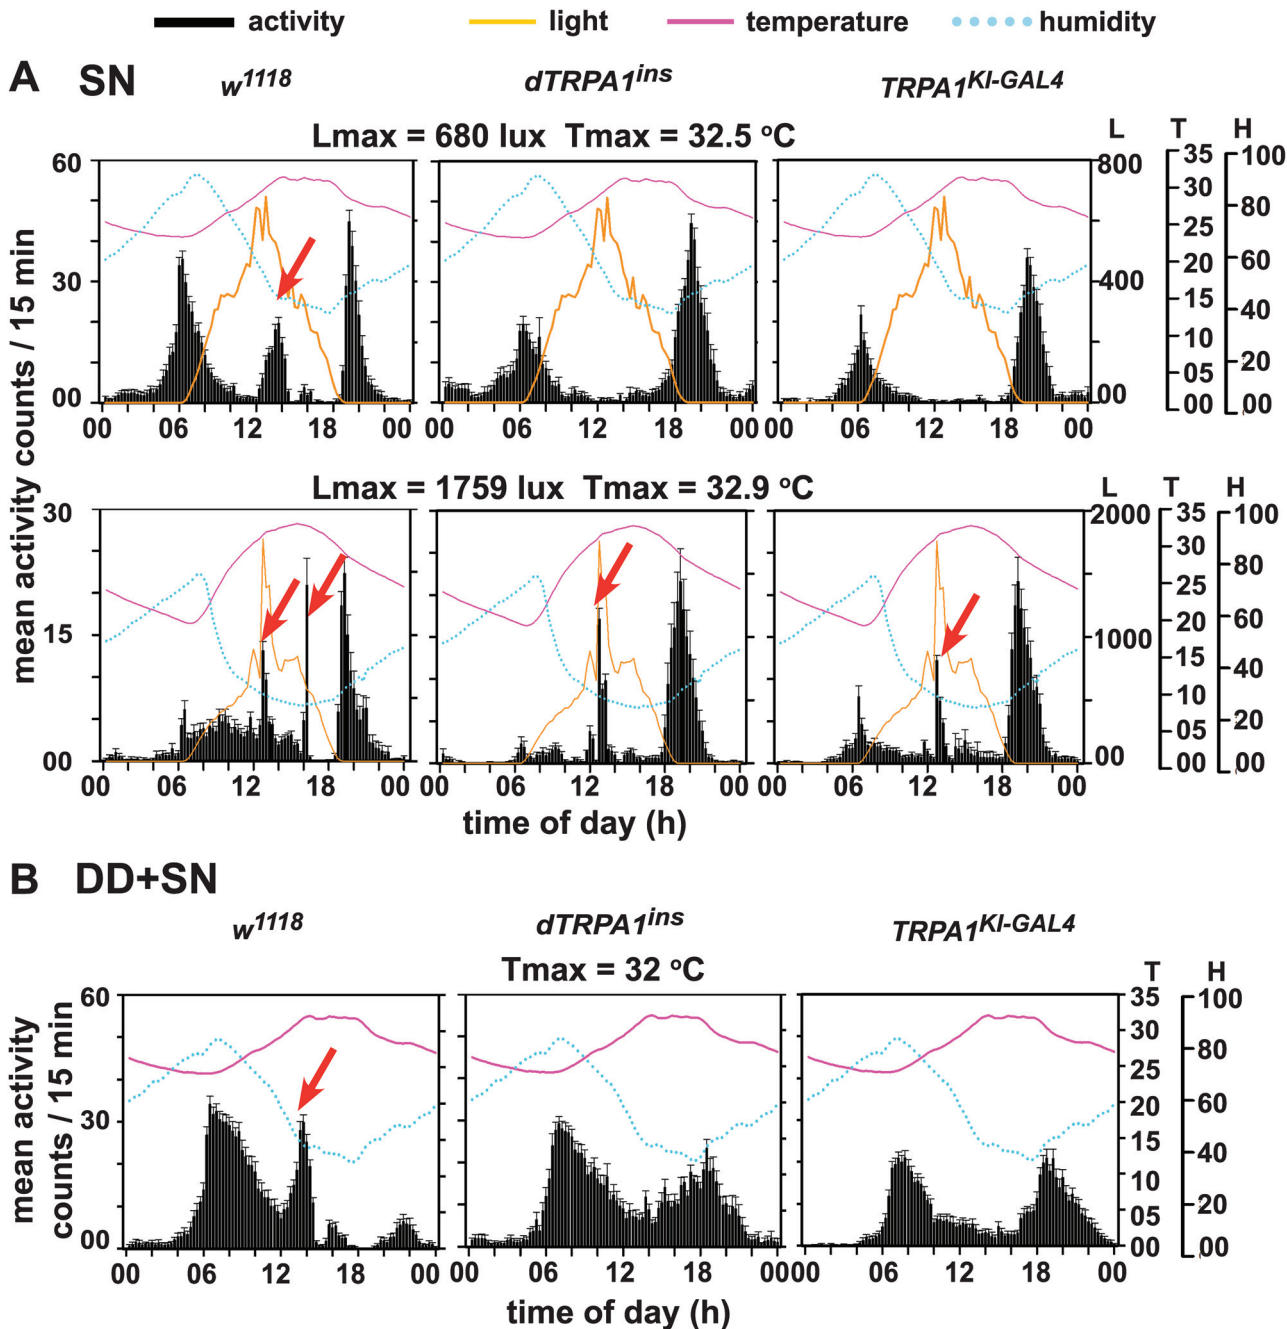 activity light temperature humidity
A SN w1118 dTRPA1ins TRPA1KI-GAL4
Lmax = 680 lux Tmax = 32.5 oC
L T H
60 30 00
800 400 00
35 30 25 20 15 10 05 00
100 80 60 40 20 00
00 06 12 18 00 06 12 18 00 06 12 18 00
mean activity counts / 15 min
Lmax = 1759 lux Tmax = 32.9 oC
L T H
30 15 00
2000 1000 00
35 30 25 20 15 10 05 00
100 80 60 40 20 00
00 06 12 18 00 06 12 18 00 06 12 18 00
time of day (h)
B DD+SN
w1118 dTRPA1ins TRPA1KI-GAL4
Tmax = 32 oC
T H
60 30 00
35 30 25 20 15 10 05 00
100 80 60 40 20 00
mean activity
counts / 15 min
00 06 12 18 00 06 12 18 00 06 12 18 00
time of day (h)